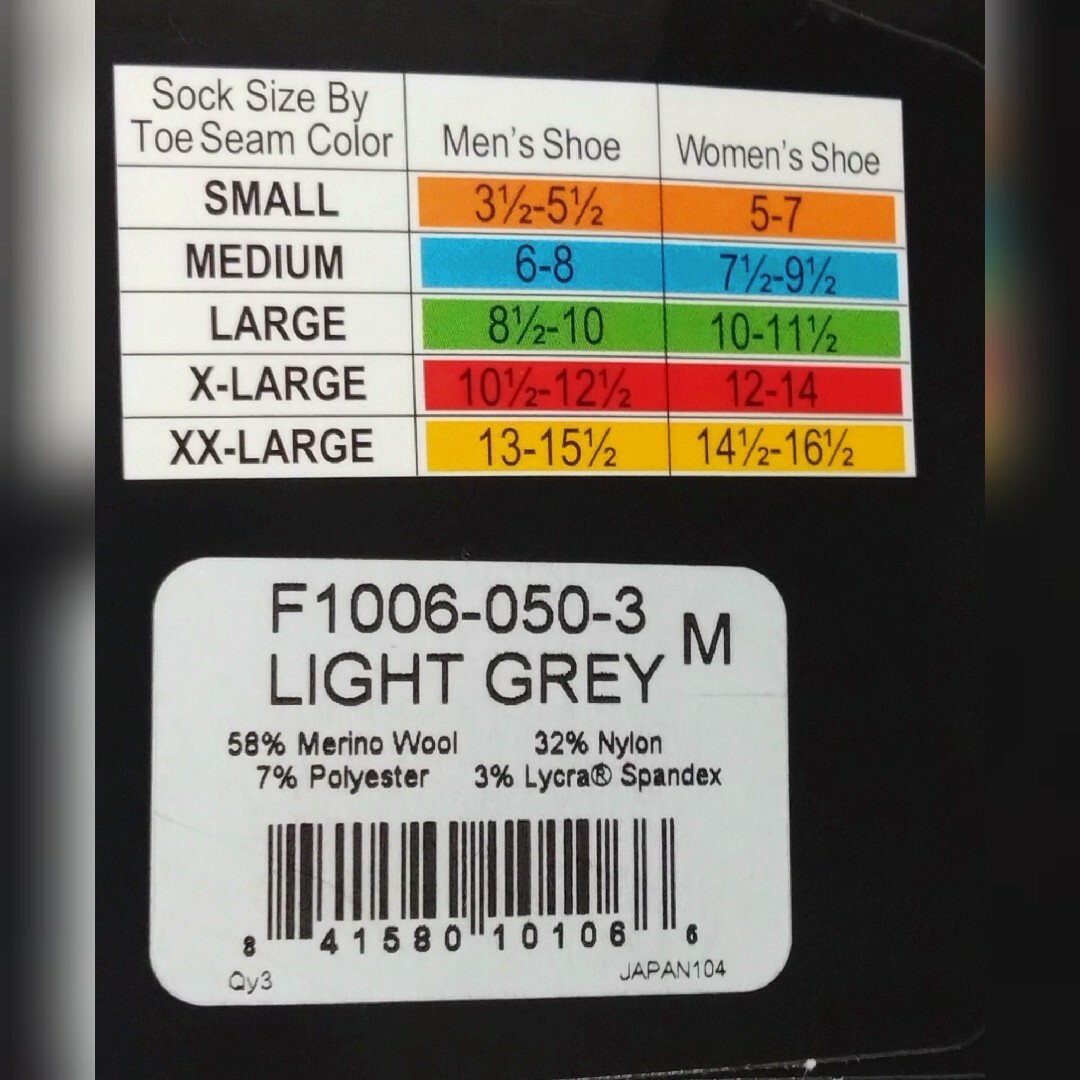 Sock Size By
Toe Seam Color
Men's Shoe
Women's Shoe
SMALL 3½-5½ 5-7
MEDIUM 6-8 7½-9½
LARGE 8½-10 10-11½
X-LARGE 10½-12½ 12-14
XX-LARGE 13-15½ 14½-16½
F1006-050-3
M
LIGHT GREY
58% Merino Wool 32% Nylon
7% Polyester 3% Lycra® Spandex
8 41580 10106 6
Qy3 JAPAN104